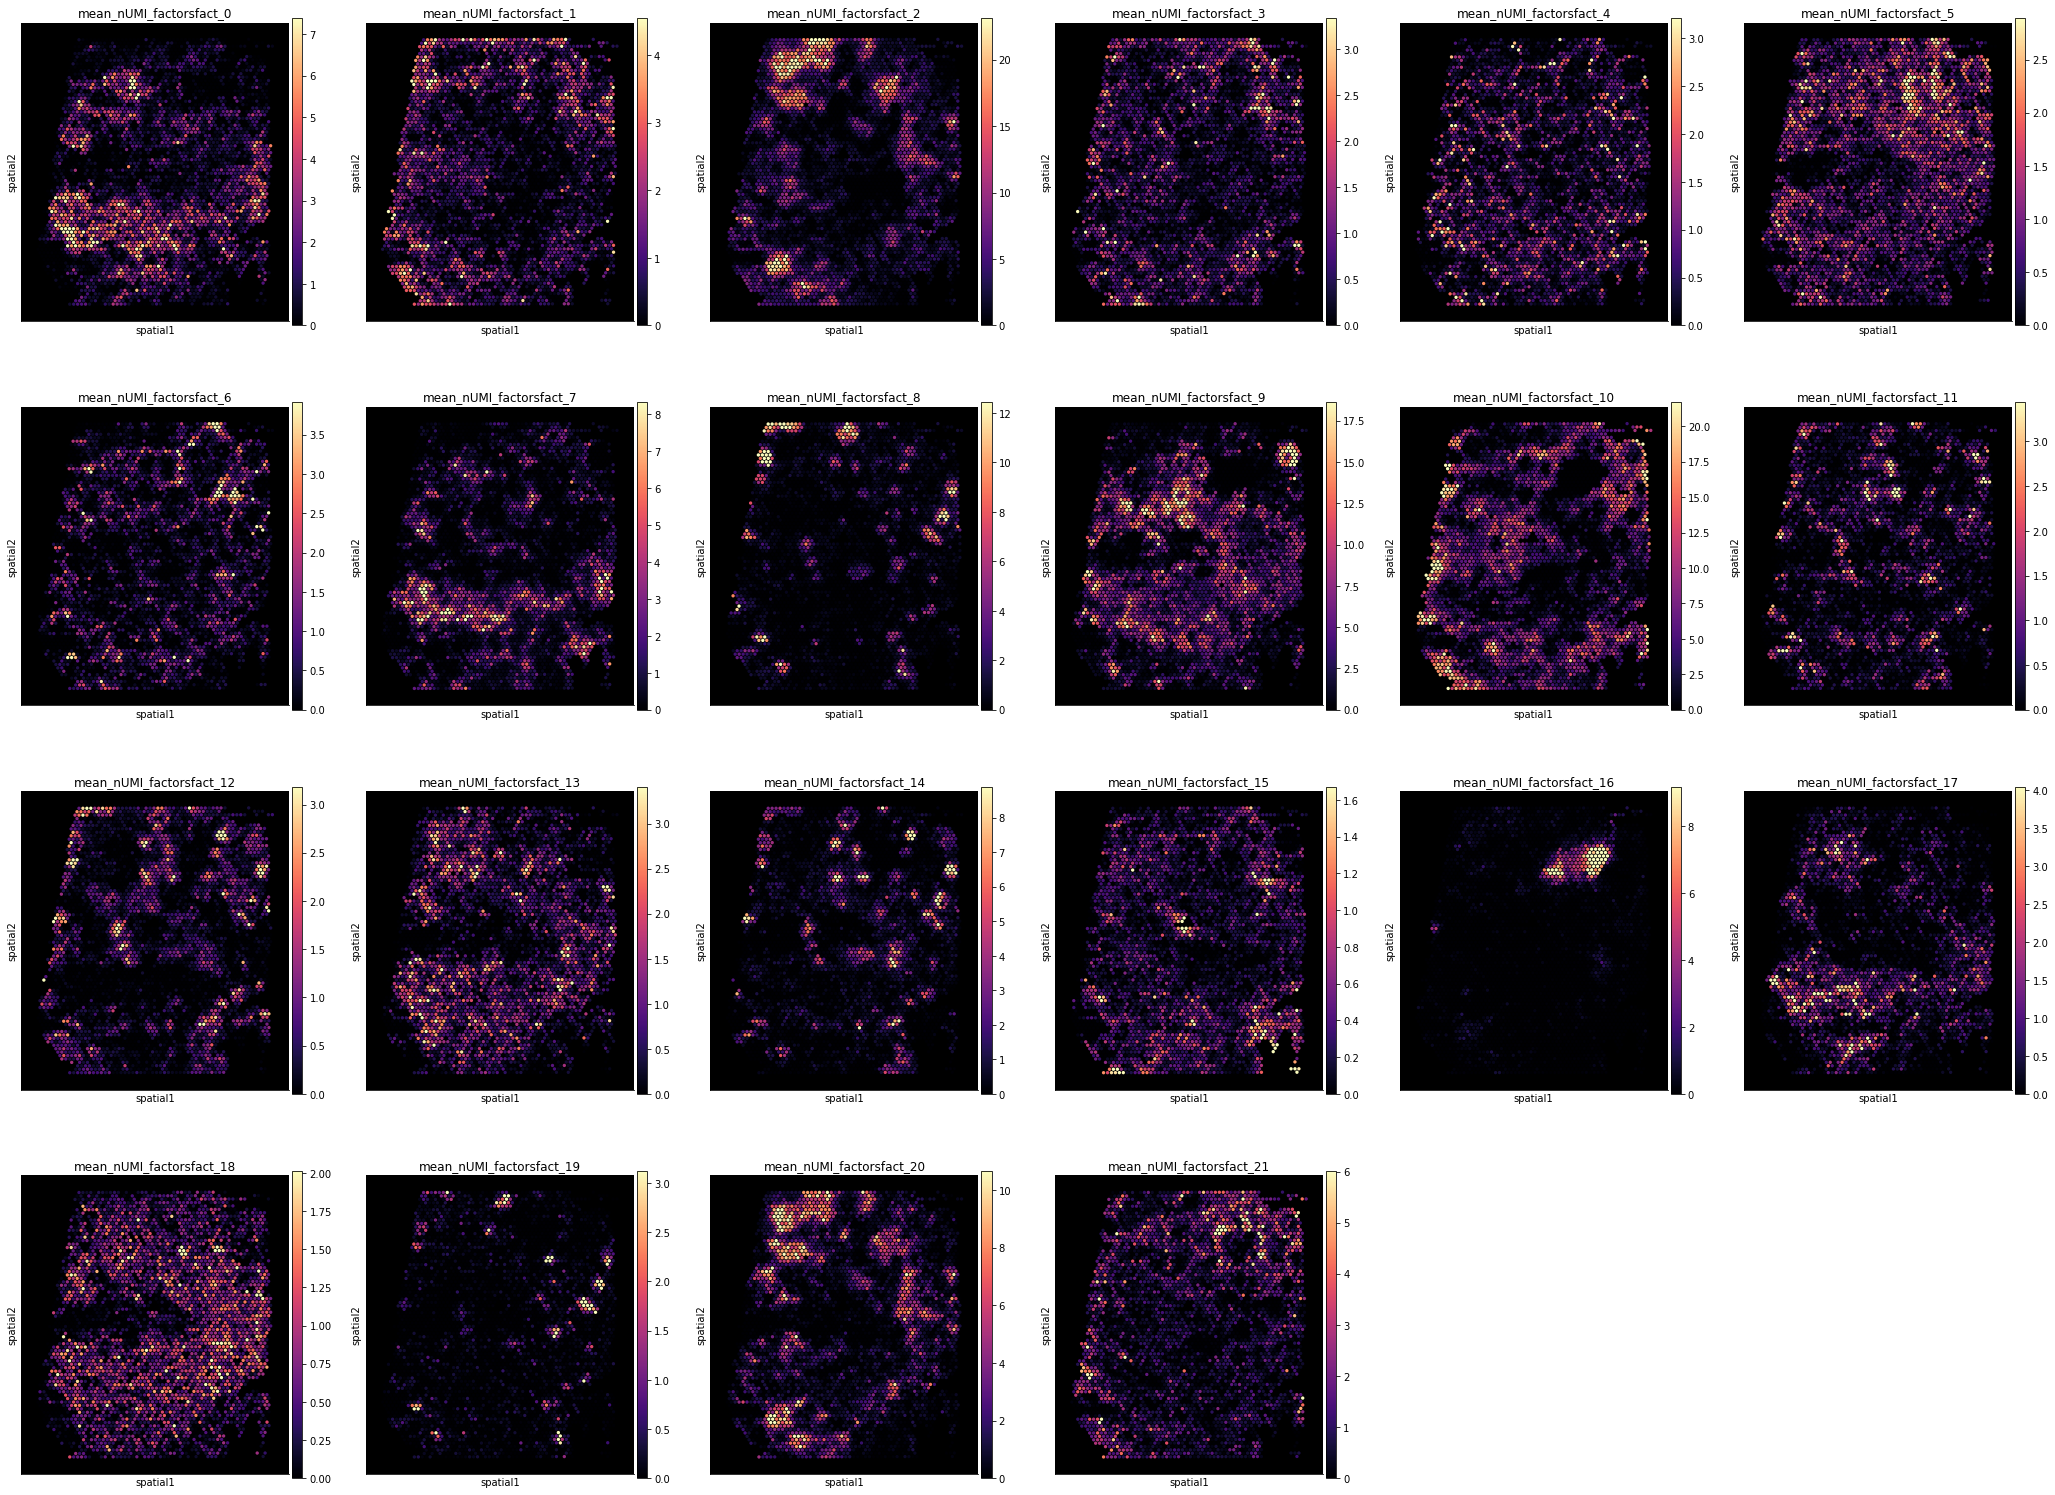 mean_nUMI_factorsfact_0
7
6
5
4
3
2
1
0
spatial2
spatial1
mean_nUMI_factorsfact_1
4
3
2
1
0
spatial2
spatial1
mean_nUMI_factorsfact_2
20
15
10
5
0
spatial2
spatial1
mean_nUMI_factorsfact_3
3.0
2.5
2.0
1.5
1.0
0.5
0.0
spatial2
spatial1
mean_nUMI_factorsfact_4
3.0
2.5
2.0
1.5
1.0
0.5
0.0
spatial2
spatial1
mean_nUMI_factorsfact_5
2.5
2.0
1.5
1.0
0.5
0.0
spatial2
spatial1
mean_nUMI_factorsfact_6
3.5
3.0
2.5
2.0
1.5
1.0
0.5
0.0
spatial2
spatial1
mean_nUMI_factorsfact_7
8
7
6
5
4
3
2
1
0
spatial2
spatial1
mean_nUMI_factorsfact_8
12
10
8
6
4
2
0
spatial2
spatial1
mean_nUMI_factorsfact_9
17.5
15.0
12.5
10.0
7.5
5.0
2.5
0.0
spatial2
spatial1
mean_nUMI_factorsfact_10
20.0
17.5
15.0
12.5
10.0
7.5
5.0
2.5
0.0
spatial2
spatial1
mean_nUMI_factorsfact_11
3.0
2.5
2.0
1.5
1.0
0.5
0.0
spatial2
spatial1
mean_nUMI_factorsfact_12
3.0
2.5
2.0
1.5
1.0
0.5
0.0
spatial2
spatial1
mean_nUMI_factorsfact_13
3.0
2.5
2.0
1.5
1.0
0.5
0.0
spatial2
spatial1
mean_nUMI_factorsfact_14
8
7
6
5
4
3
2
1
0
spatial2
spatial1
mean_nUMI_factorsfact_15
1.6
1.4
1.2
1.0
0.8
0.6
0.4
0.2
0.0
spatial2
spatial1
mean_nUMI_factorsfact_16
8
6
4
2
0
spatial2
spatial1
mean_nUMI_factorsfact_17
4.0
3.5
3.0
2.5
2.0
1.5
1.0
0.5
0.0
spatial2
spatial1
mean_nUMI_factorsfact_18
2.00
1.75
1.50
1.25
1.00
0.75
0.50
0.25
0.00
spatial2
spatial1
mean_nUMI_factorsfact_19
3.0
2.5
2.0
1.5
1.0
0.5
0.0
spatial2
spatial1
mean_nUMI_factorsfact_20
10
8
6
4
2
0
spatial2
spatial1
mean_nUMI_factorsfact_21
6
5
4
3
2
1
0
spatial2
spatial1